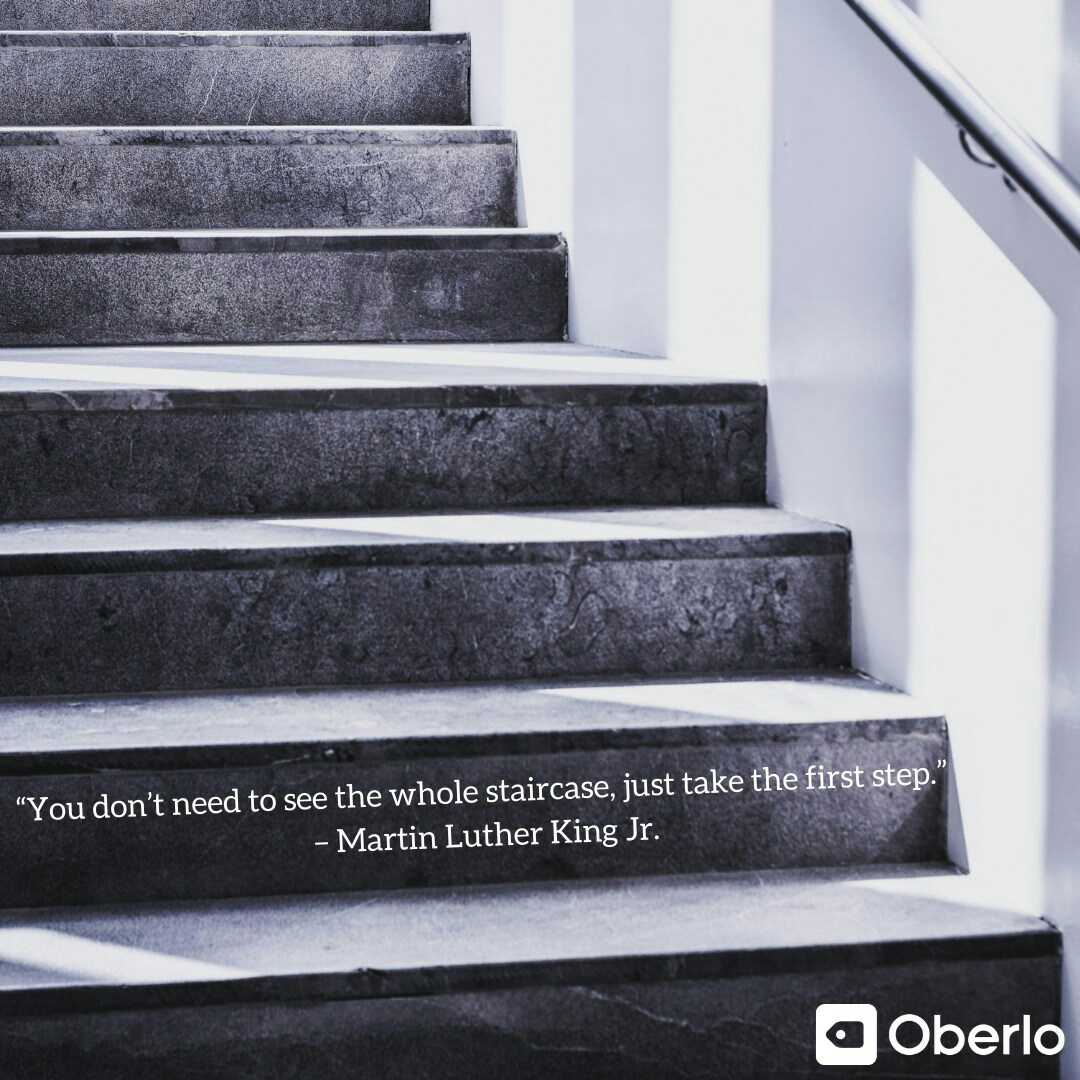 “You don’t need to see the whole staircase, just take the first step.”
– Martin Luther King Jr.
Oberlo